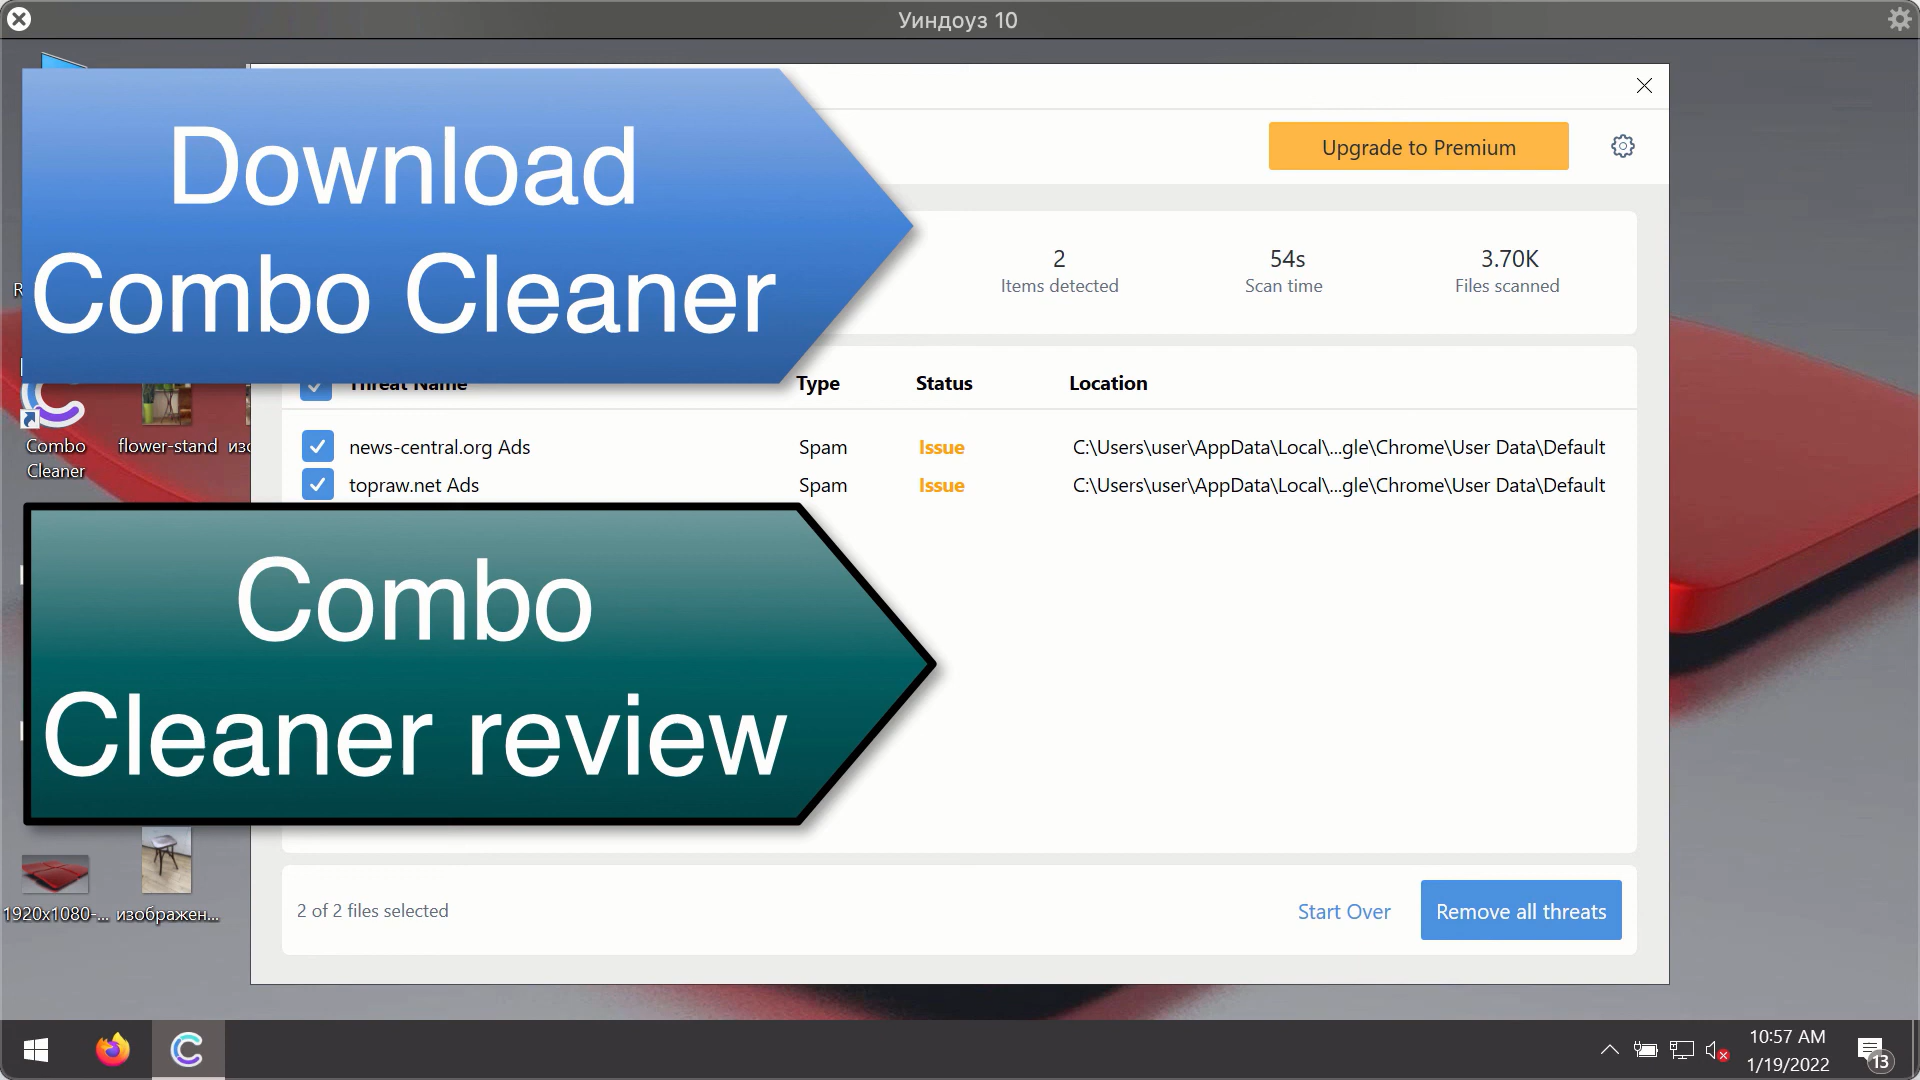 Уиндоуз 10
Download
Combo Cleaner
Upgrade to Premium
2
Items detected
54s
Scan time
3.70K
Files scanned
Threat Name Type Status Location
news-central.org Ads Spam Issue C:\Users\user\AppData\Local\...gle\Chrome\User Data\Default
topraw.net Ads Spam Issue C:\Users\user\AppData\Local\...gle\Chrome\User Data\Default
Combo
Cleaner
flower-stand
изо
Combo
Cleaner review
1920x1080-...
изображен...
2 of 2 files selected
Start Over
Remove all threats
10:57 AM
1/19/2022
13